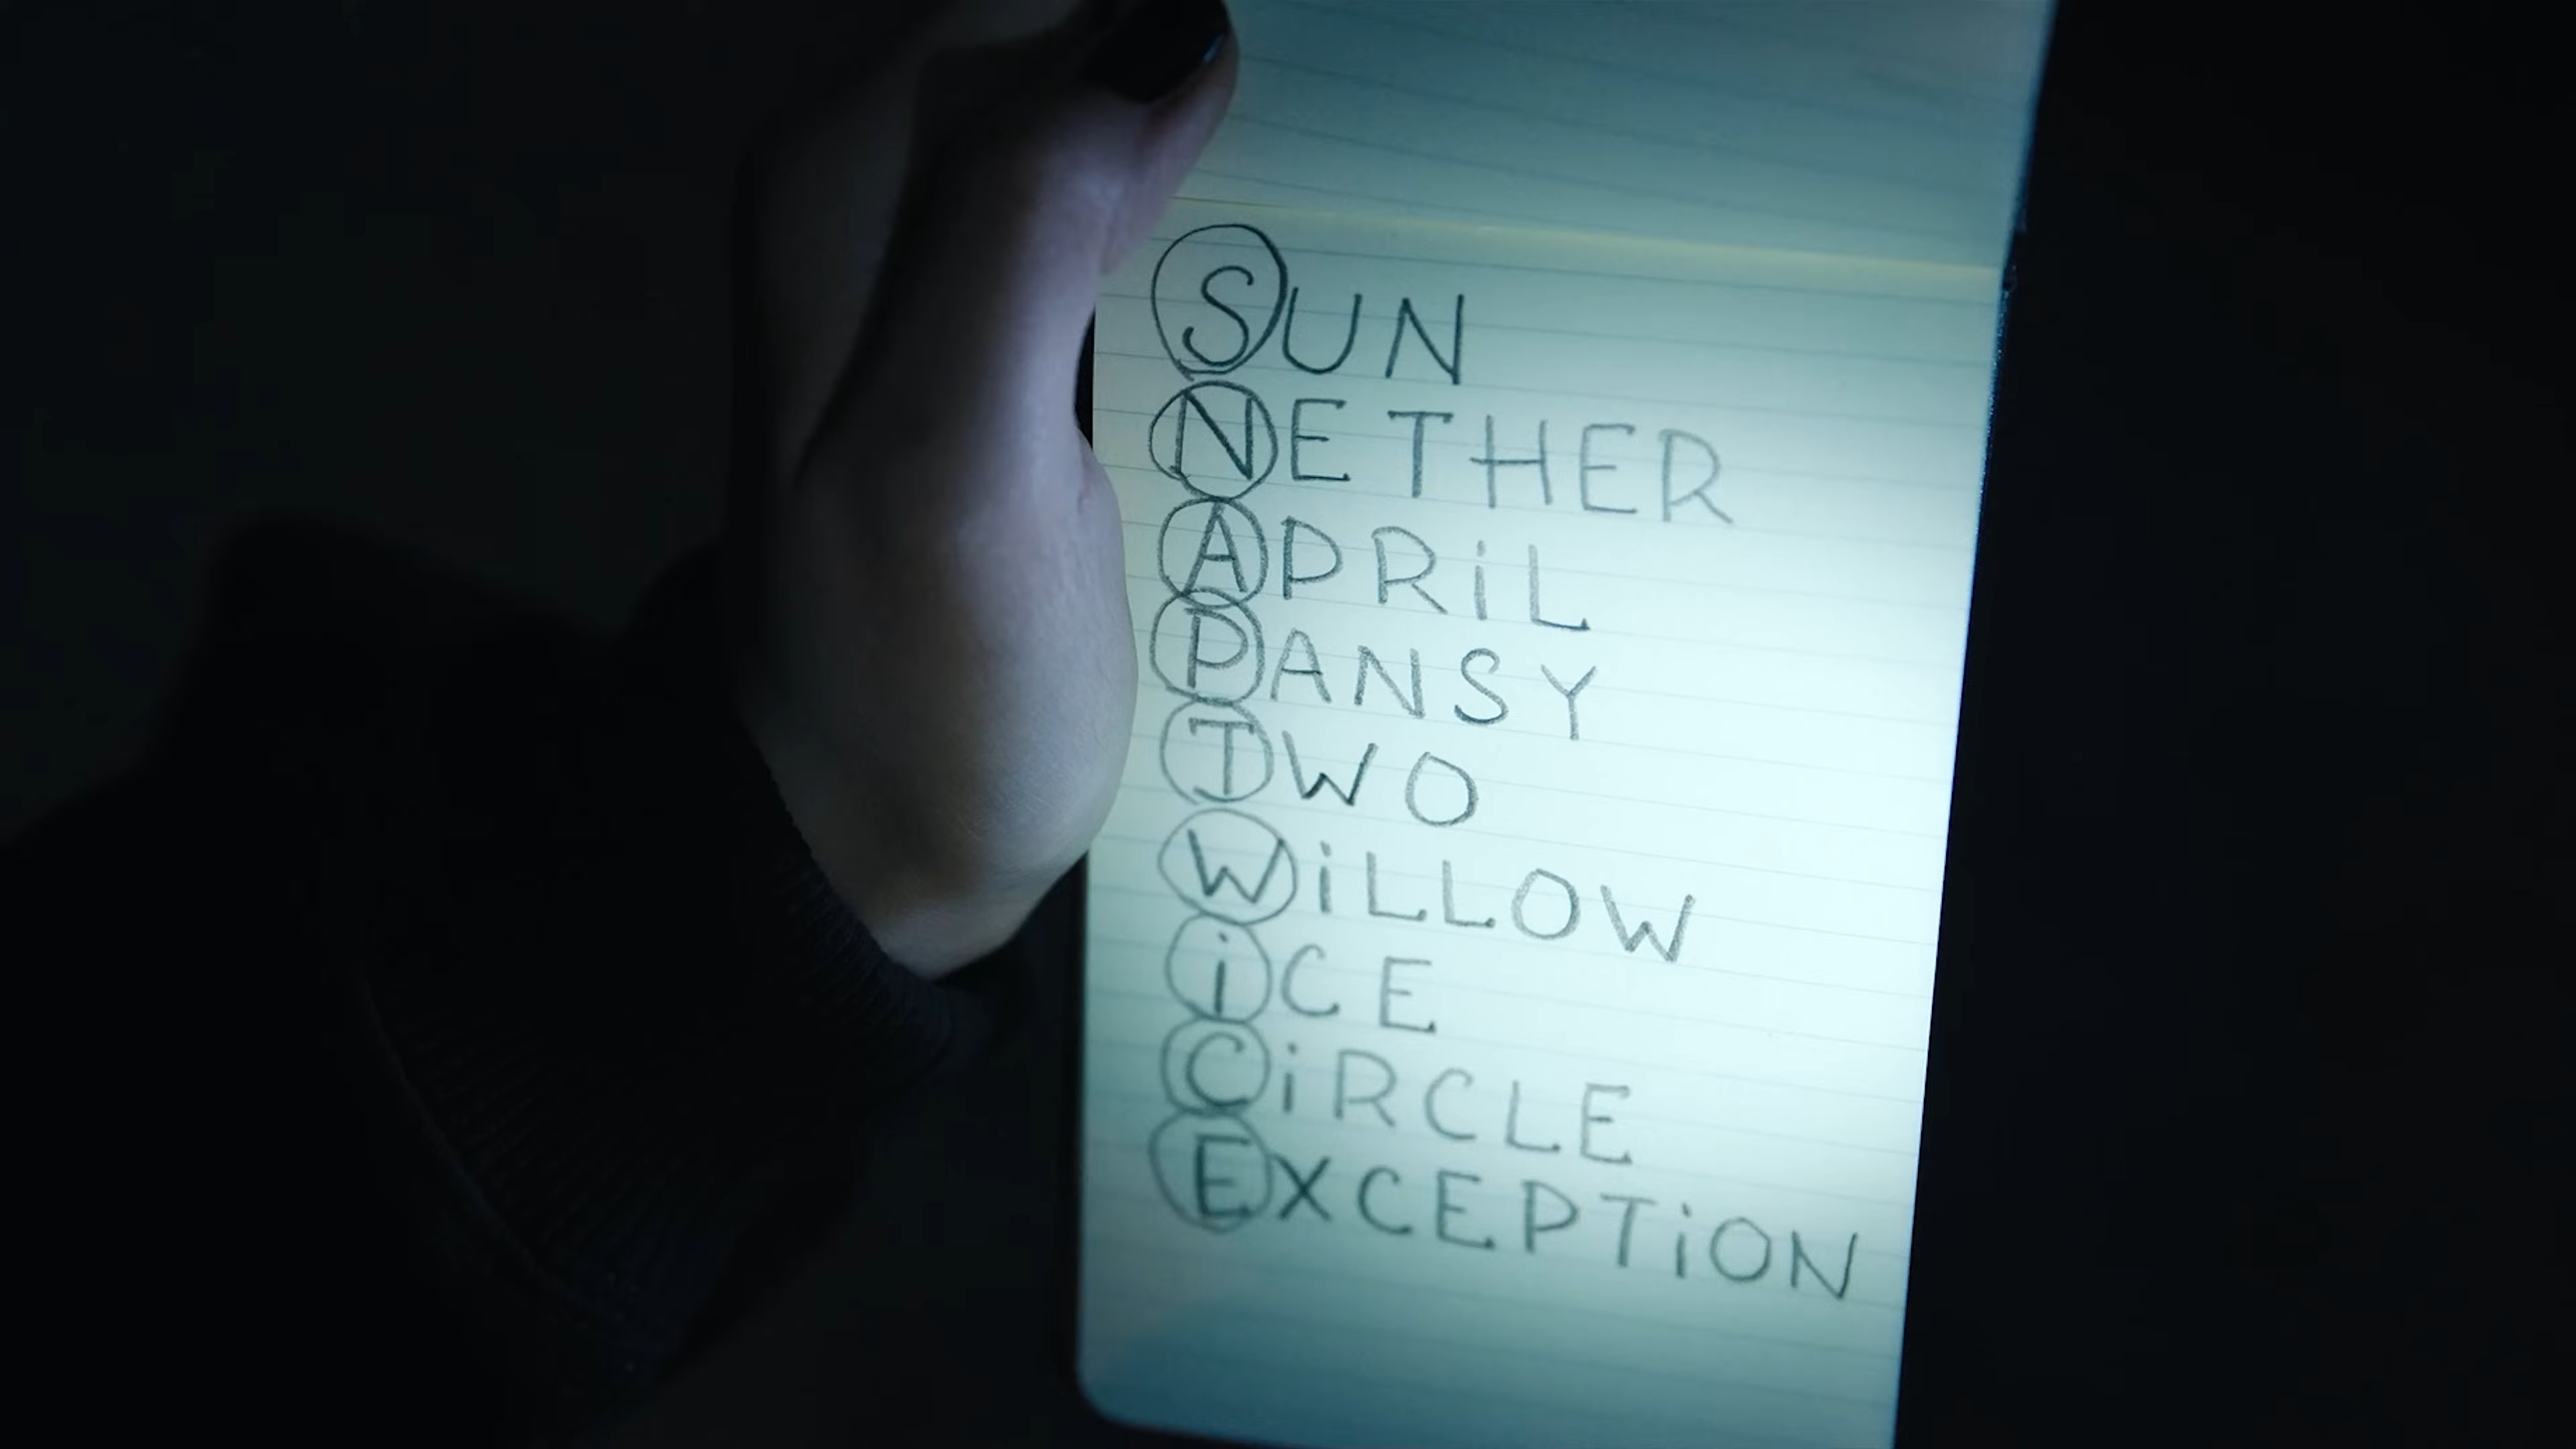 SUN
NETHER
APRiL
PANSY
TWO
WiLLOW
iCE
CiRCLE
EXCEPTiON